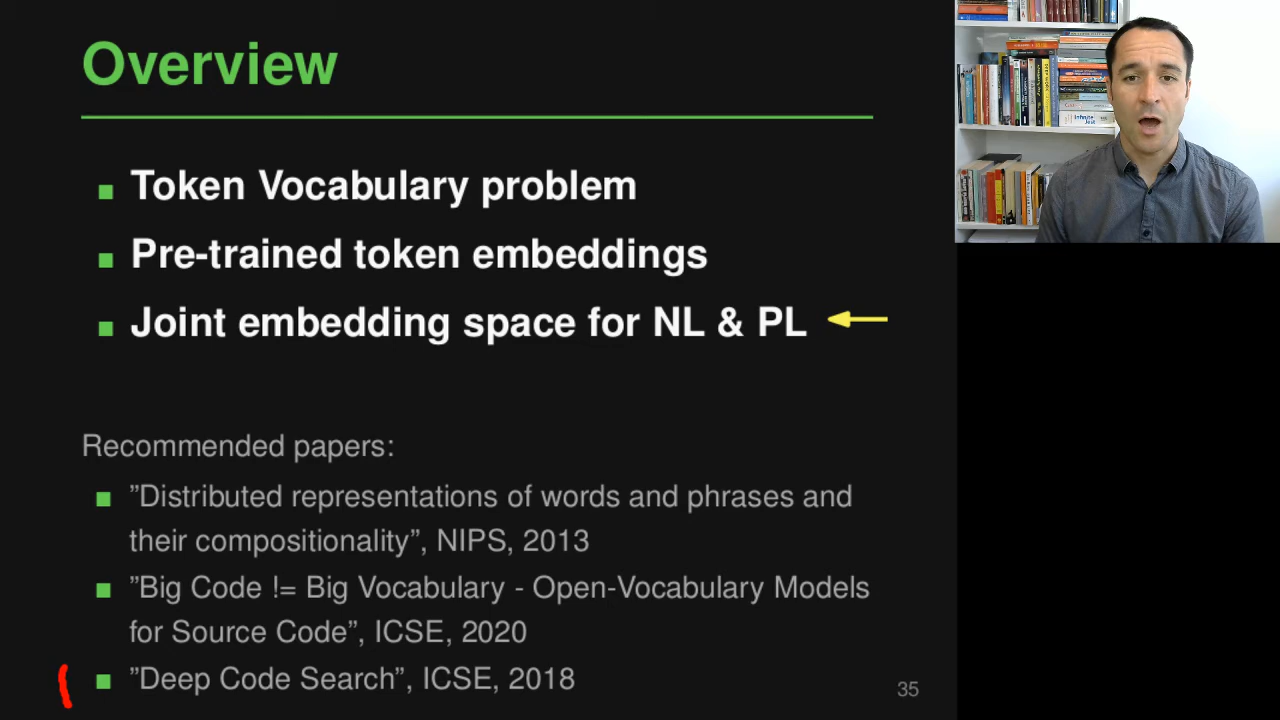 Overview
Token Vocabulary problem
Pre-trained token embeddings
Joint embedding space for NL & PL
Recommended papers:
”Distributed representations of words and phrases and
their compositionality”, NIPS, 2013
”Big Code != Big Vocabulary - Open-Vocabulary Models
for Source Code”, ICSE, 2020
”Deep Code Search”, ICSE, 2018
35
Infinite
Jest